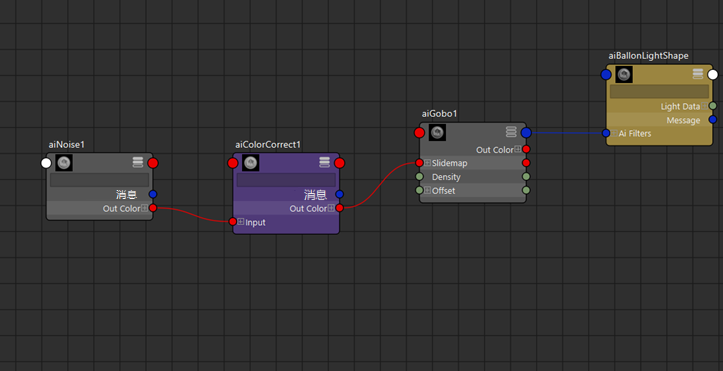 aiBallonLightShape
Light Data
Message
Ai Filters
aiGobo1
Out Color
Slidemap
Density
Offset
aiColorCorrect1
消息
Out Color
Input
aiNoise1
消息
Out Color